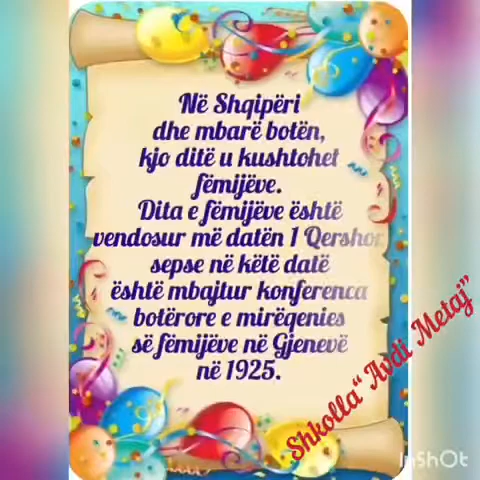 Në Shqipëri
dhe mbarë botën,
kjo ditë u kushtohet
fëmijëve.
Dita e fëmijëve është
vendosur më datën 1 Qershor
sepse në këtë datë
është mbajtur konferenca
botërore e mirëqenies
së fëmijëve në Gjenevë
në 1925.
Shkolla“Avdi Metaj”
InShOt